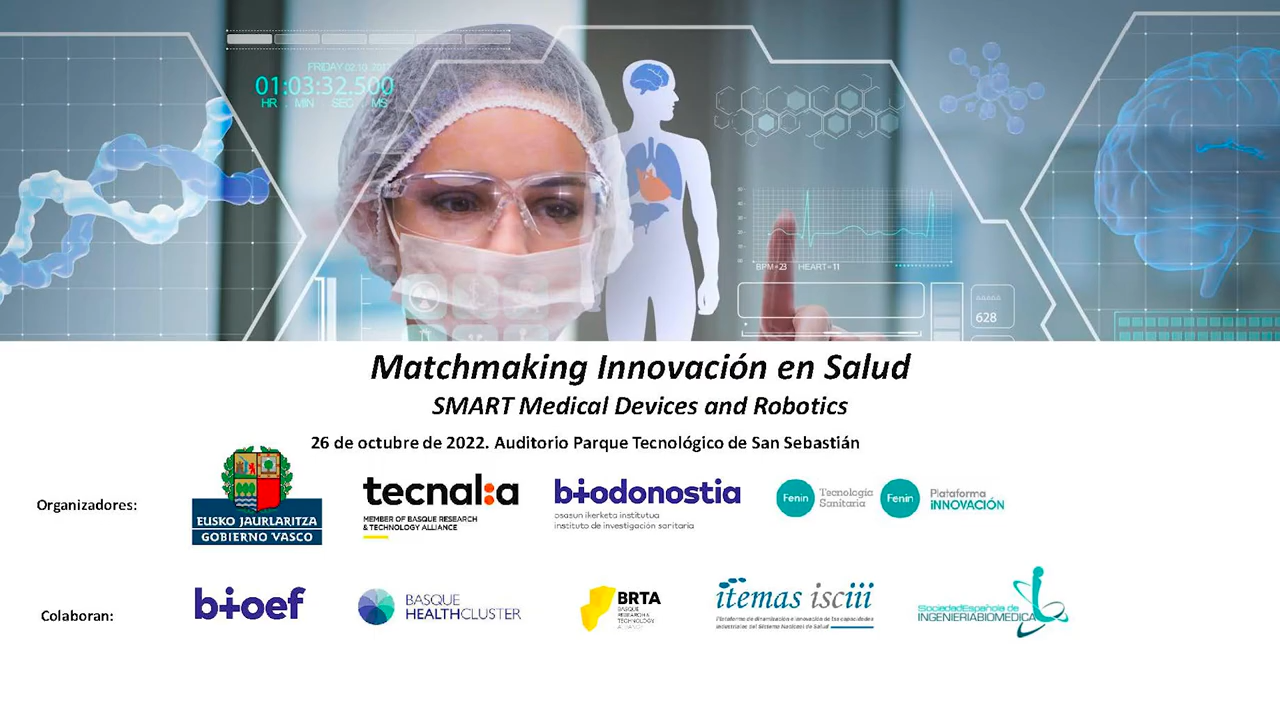 FRIDAY 02.10.2017
01:03:32.500
HR . MIN SEC . MS
BPM=23 HEART=11
628
Matchmaking Innovación en Salud
SMART Medical Devices and Robotics
26 de octubre de 2022. Auditorio Parque Tecnológico de San Sebastián
Organizadores:
EUSKO JAURLARITZA
GOBIERNO VASCO
tecnal:a
MEMBER OF BASQUE RESEARCH
& TECHNOLOGY ALLIANCE
biodonostia
osasun ikerketa institutua
instituto de investigación sanitaria
Fenin Tecnología
Sanitaria
Fenin Plataforma
INNOVACIÓN
Colaboran:
bioef
BASQUE
HEALTHCLUSTER
BRTA
BASQUE
RESEARCH &
TECHNOLOGY
ALLIANCE
itemas isciii
Plataforma de dinamización e innovación de las capacidades
industriales del Sistema Nacional de Salud
SociedadEspañola de
INGENIERIABIOMEDICA